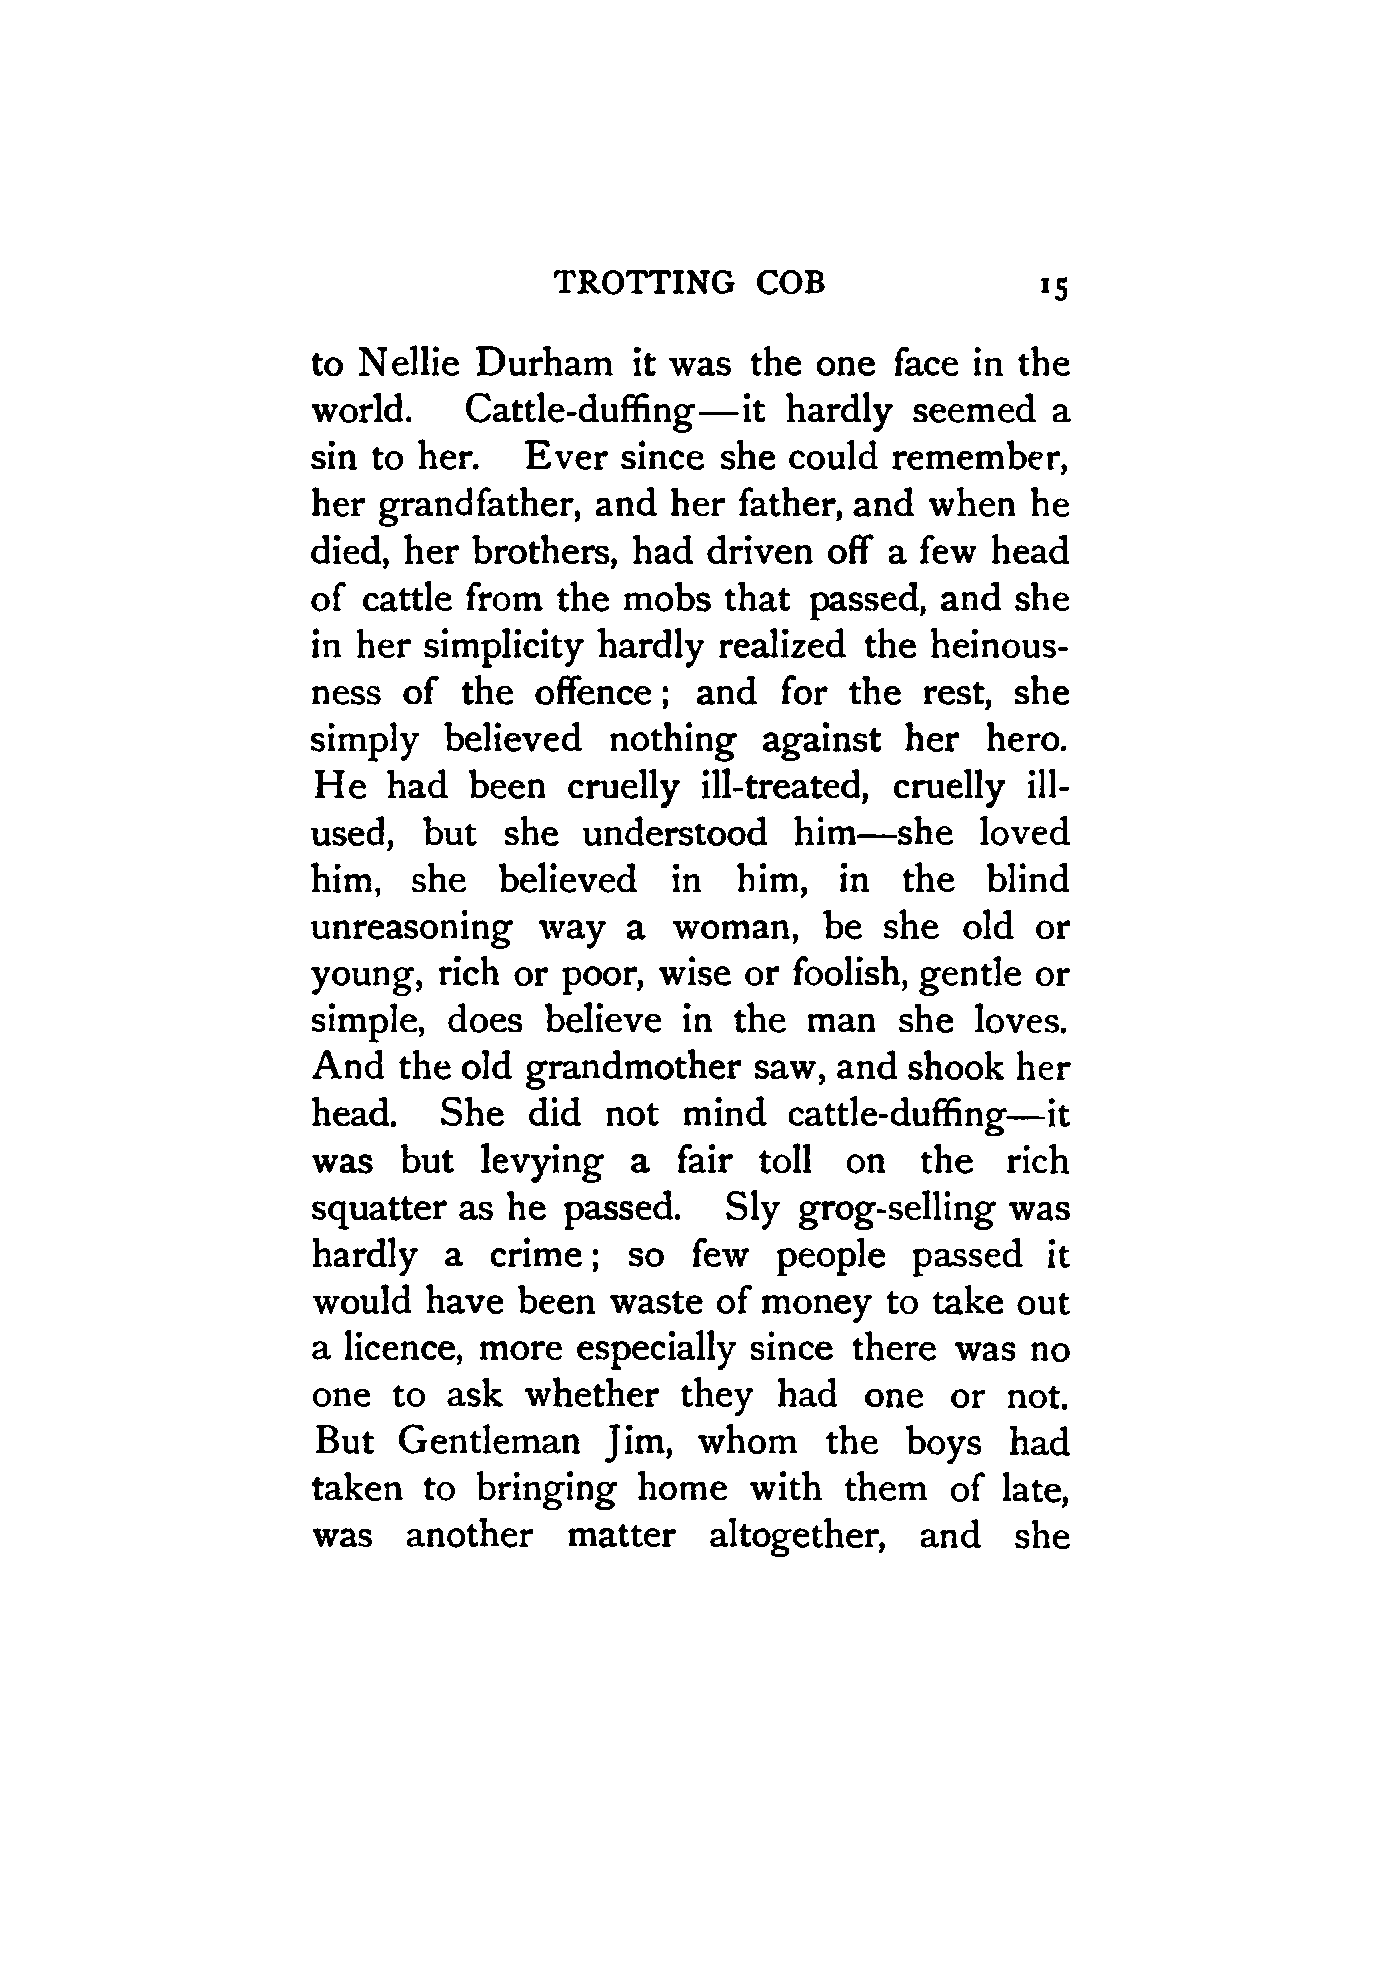 TROTTING COB 15
to Nellie Durham it was the one face in the
world. Cattle-duffing—it hardly seemed a
sin to her. Ever since she could remember,
her grandfather, and her father, and when he
died, her brothers, had driven off a few head
of cattle from the mobs that passed, and she
in her simplicity hardly realized the heinous-
ness of the offence; and for the rest, she
simply believed nothing against her hero.
He had been cruelly ill-treated, cruelly ill-
used, but she understood him—she loved
him, she believed in him, in the blind
unreasoning way a woman, be she old or
young, rich or poor, wise or foolish, gentle or
simple, does believe in the man she loves.
And the old grandmother saw, and shook her
head. She did not mind cattle-duffing—it
was but levying a fair toll on the rich
squatter as he passed. Sly grog-selling was
hardly a crime; so few people passed it
would have been waste of money to take out
a licence, more especially since there was no
one to ask whether they had one or not.
But Gentleman Jim, whom the boys had
taken to bringing home with them of late,
was another matter altogether, and she